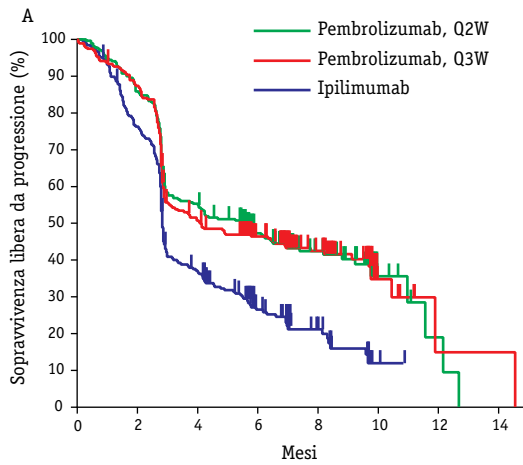 A
Pembrolizumab, Q2W
Pembrolizumab, Q3W
Ipilimumab
Sopravvivenza libera da progressione (%)
100
90
80
70
60
50
40
30
20
10
0
0 2 4 6 8 10 12 14
Mesi